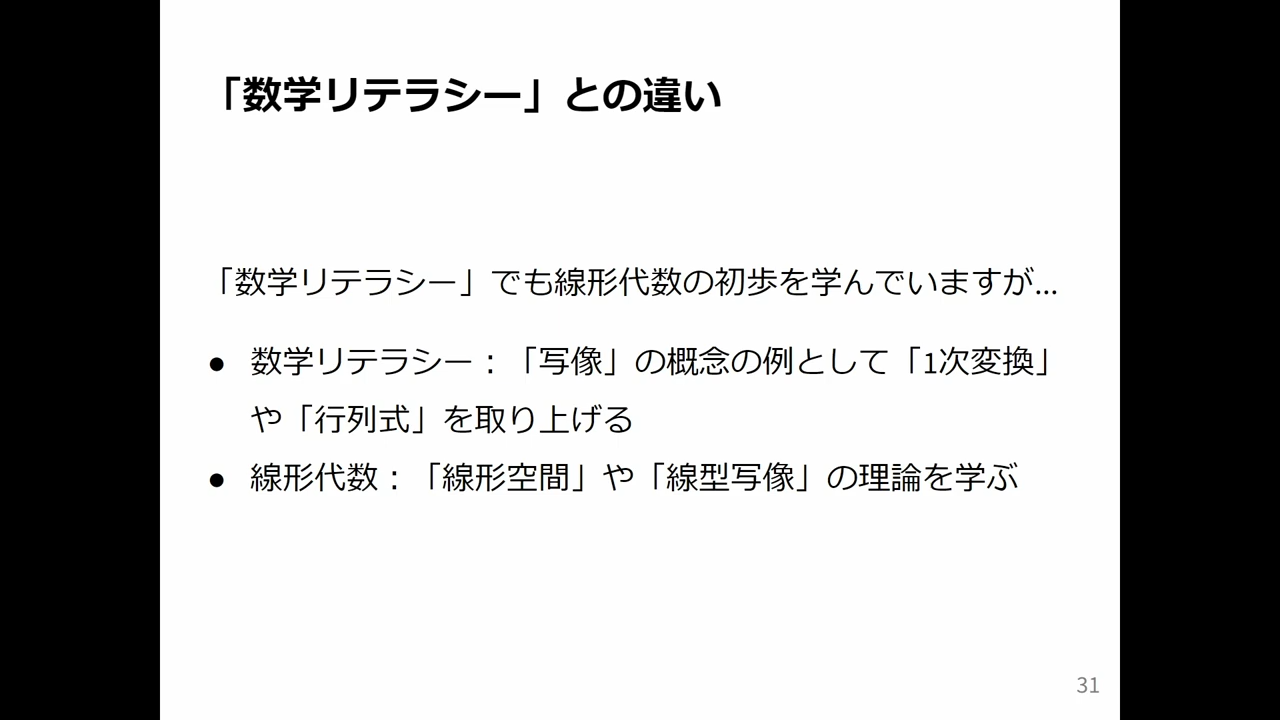 「数学リテラシー」との違い
「数学リテラシー」でも線形代数の初歩を学んでいますが...
● 数学リテラシー：「写像」の概念の例として「1次変換」
や「行列式」を取り上げる
● 線形代数：「線形空間」や「線型写像」の理論を学ぶ
31